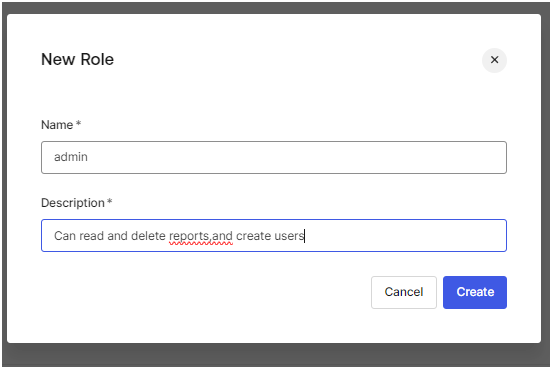 New Role
Name *
admin
Description *
Can read and delete reports,and create users
Cancel
Create